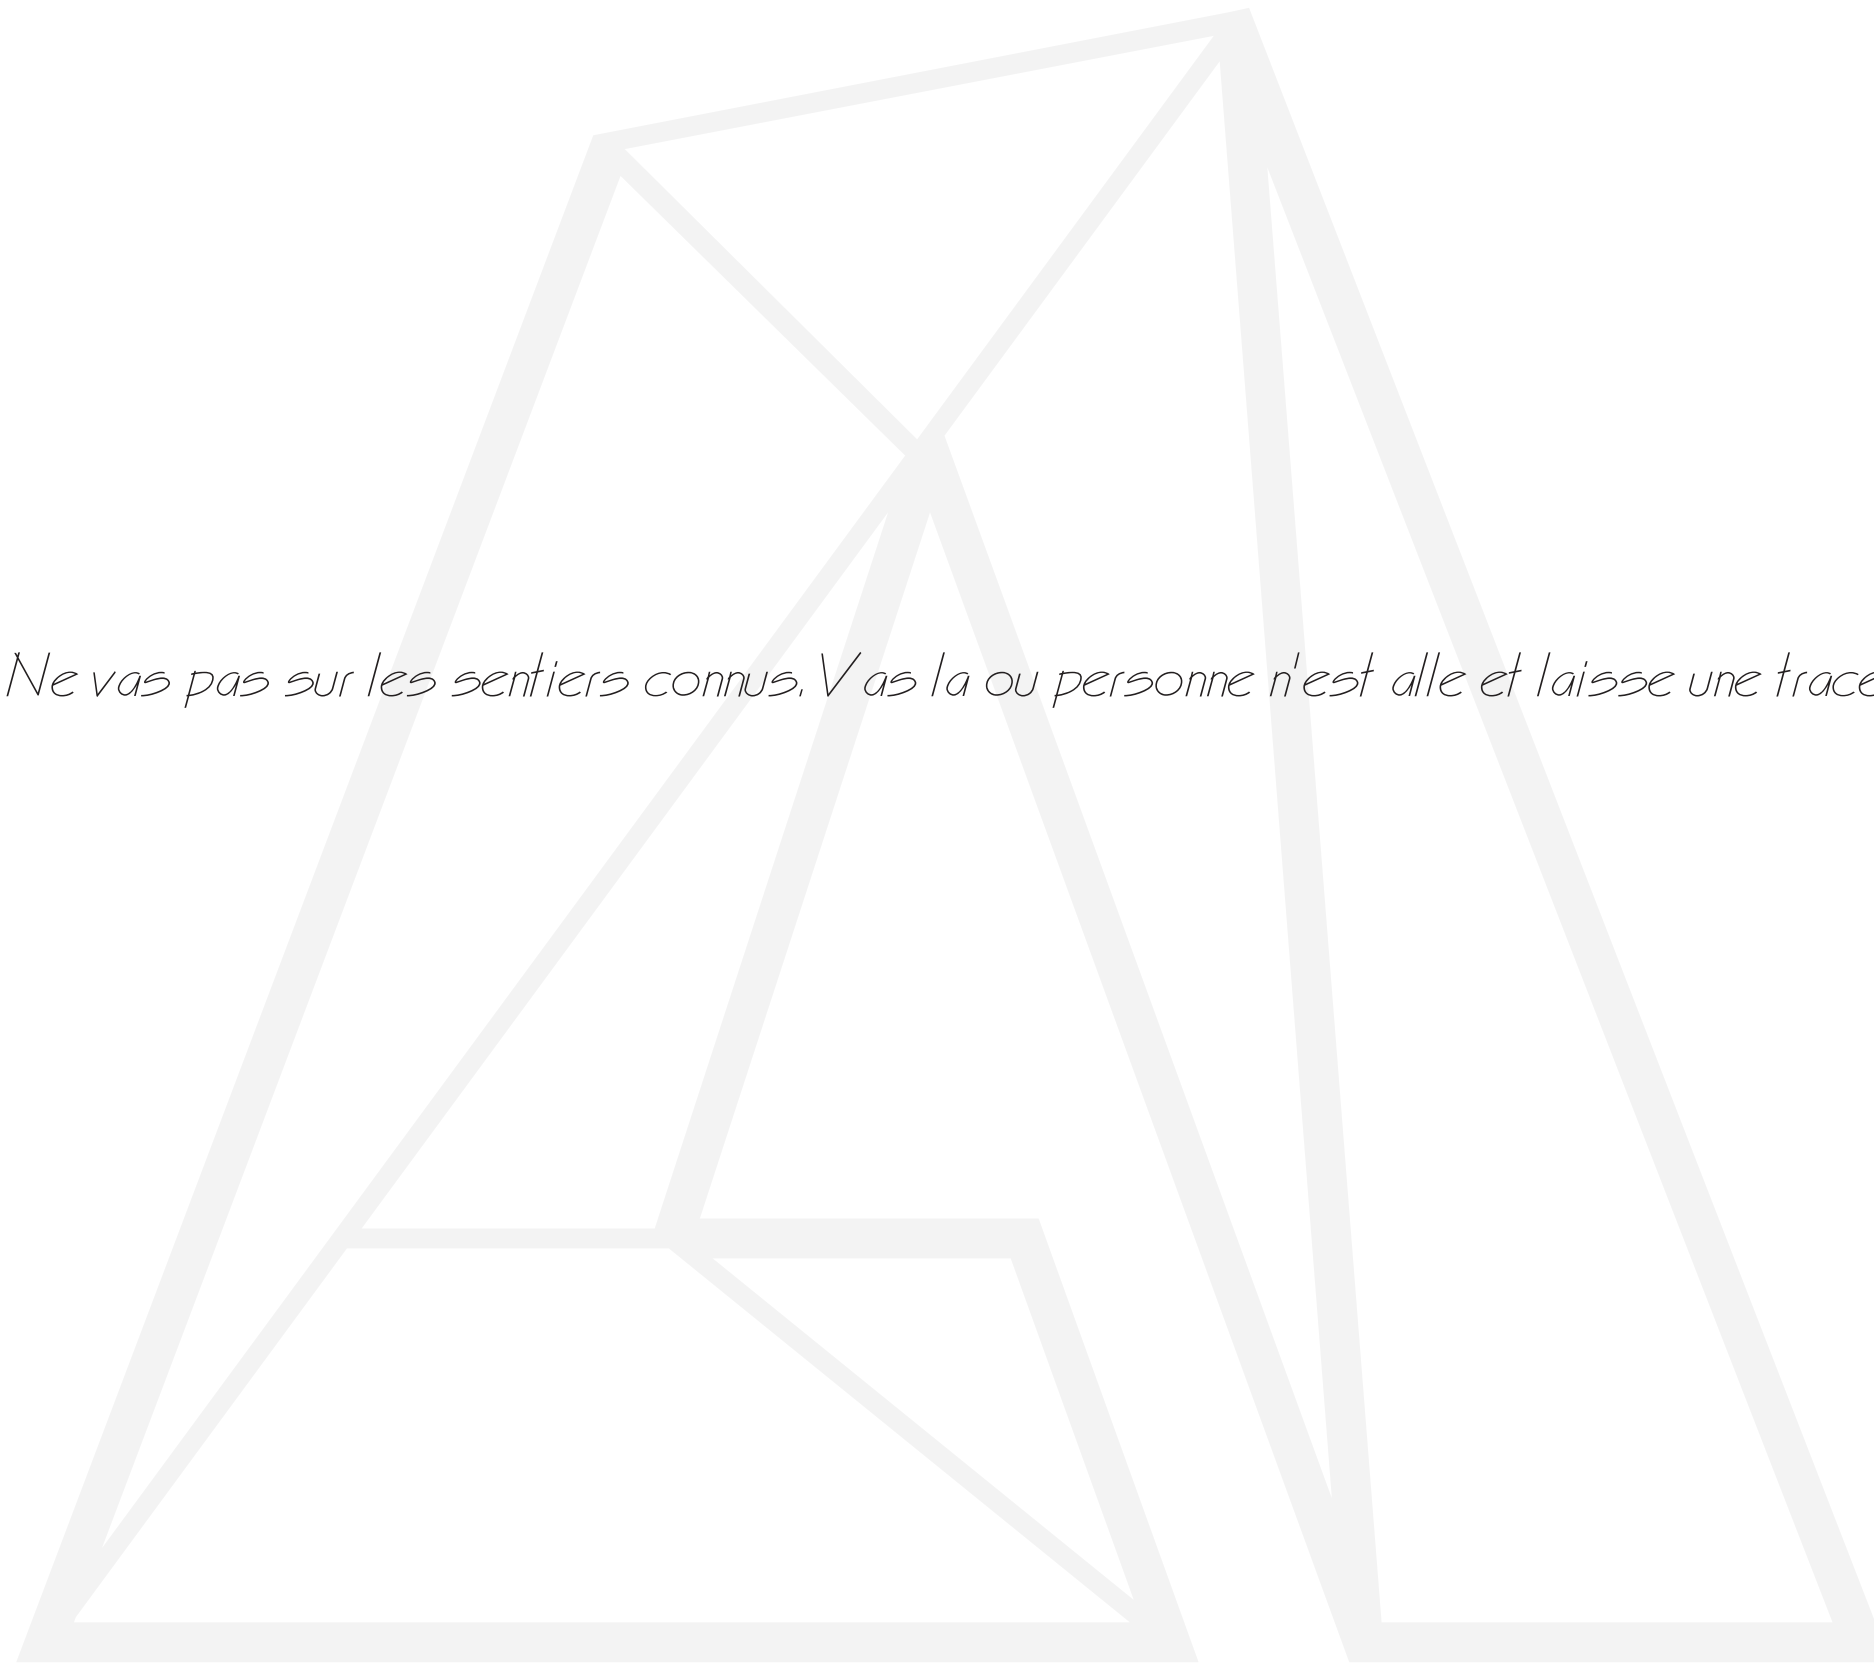 Ne vas pas sur les sentiers connus. Vas la ou personne n'est alle et laisse une trace